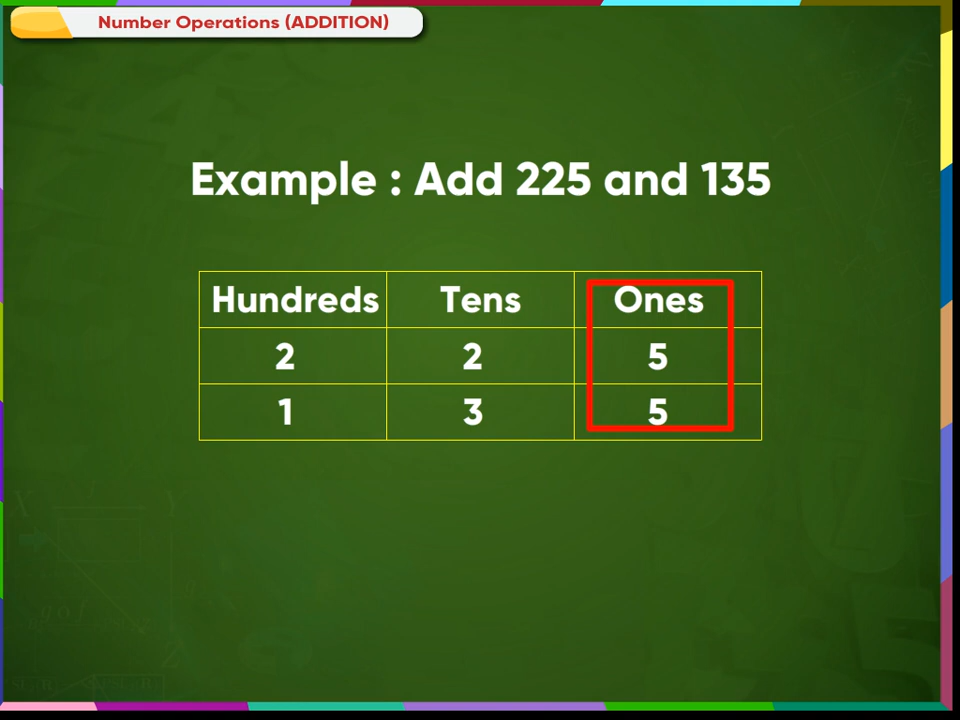 Number Operations (ADDITION)
Example : Add 225 and 135
Hundreds Tens Ones
2 2 5
1 3 5